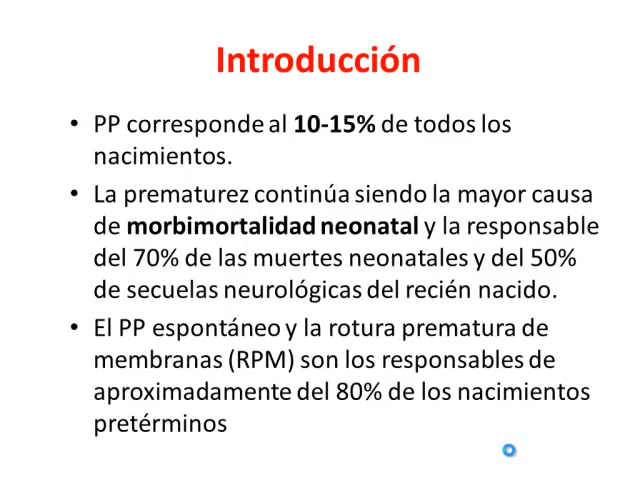 Introducción
• PP corresponde al 10-15% de todos los
nacimientos.
• La prematurez continúa siendo la mayor causa
de morbimortalidad neonatal y la responsable
del 70% de las muertes neonatales y del 50%
de secuelas neurológicas del recién nacido.
• El PP espontáneo y la rotura prematura de
membranas (RPM) son los responsables de
aproximadamente del 80% de los nacimientos
pretérminos